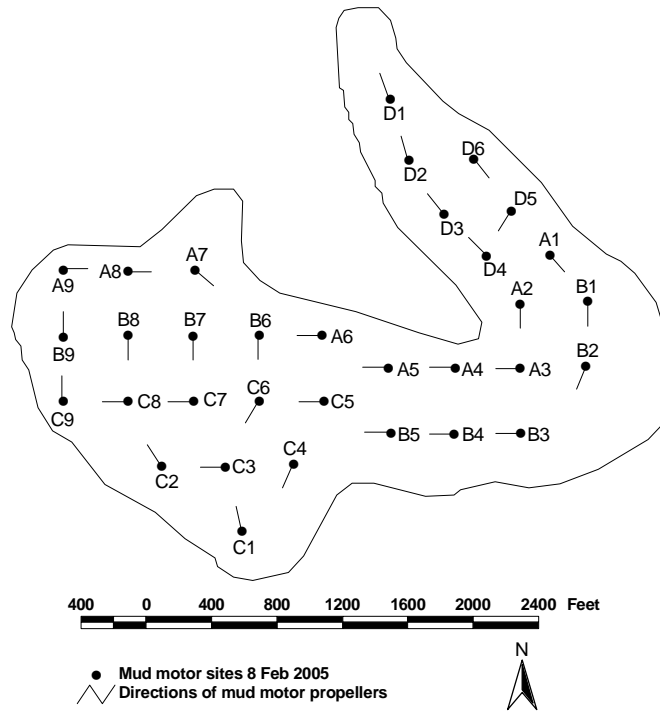 D1
D6
D2
D5
D3
A1
D4
A7
A8
A9
A2
B1
B8
B7
B6
A6
B9
B2
A5
A4
A3
C6
C9
C8
C7
C5
B5
B4
B3
C4
C2
C3
C1
400 0 400 800 1200 1600 2000 2400 Feet
N
Mud motor sites 8 Feb 2005
Directions of mud motor propellers